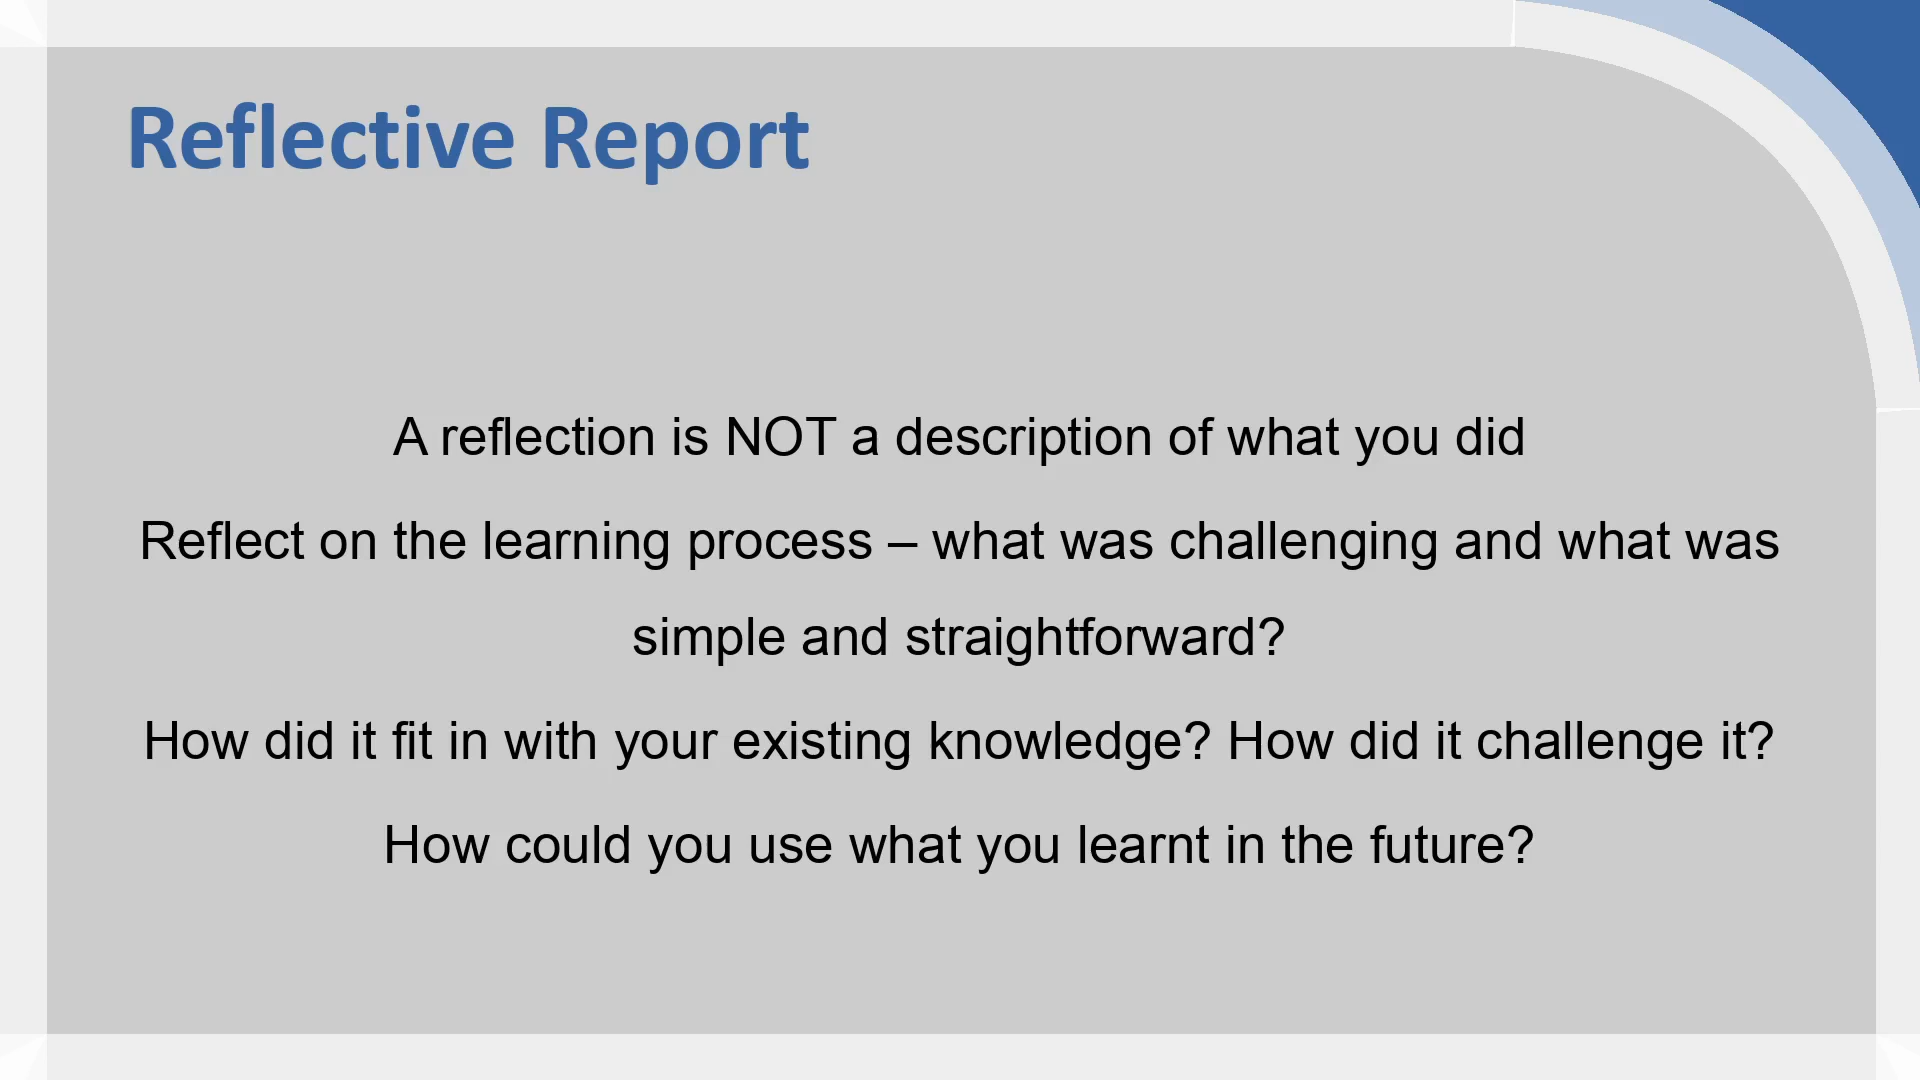 Reflective Report
A reflection is NOT a description of what you did
Reflect on the learning process – what was challenging and what was
simple and straightforward?
How did it fit in with your existing knowledge? How did it challenge it?
How could you use what you learnt in the future?